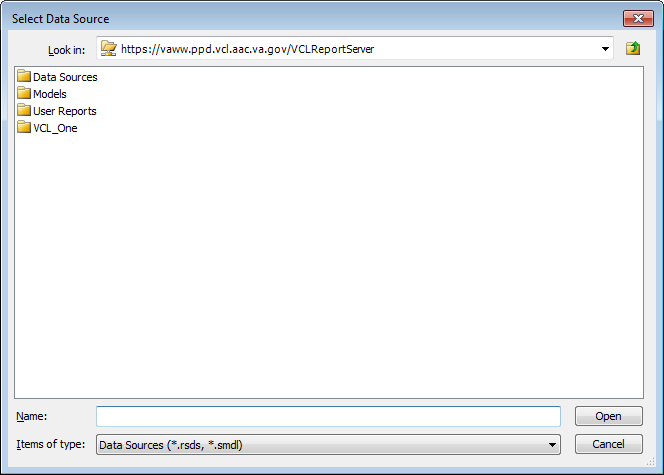 Select Data Source
Look in: https://vaww.ppd.vcl.aac.va.gov/VCLReportServer
Data Sources
Models
User Reports
VCL_One
Name: Open
Items of type: Data Sources (*.rsds, *.smdl) Cancel